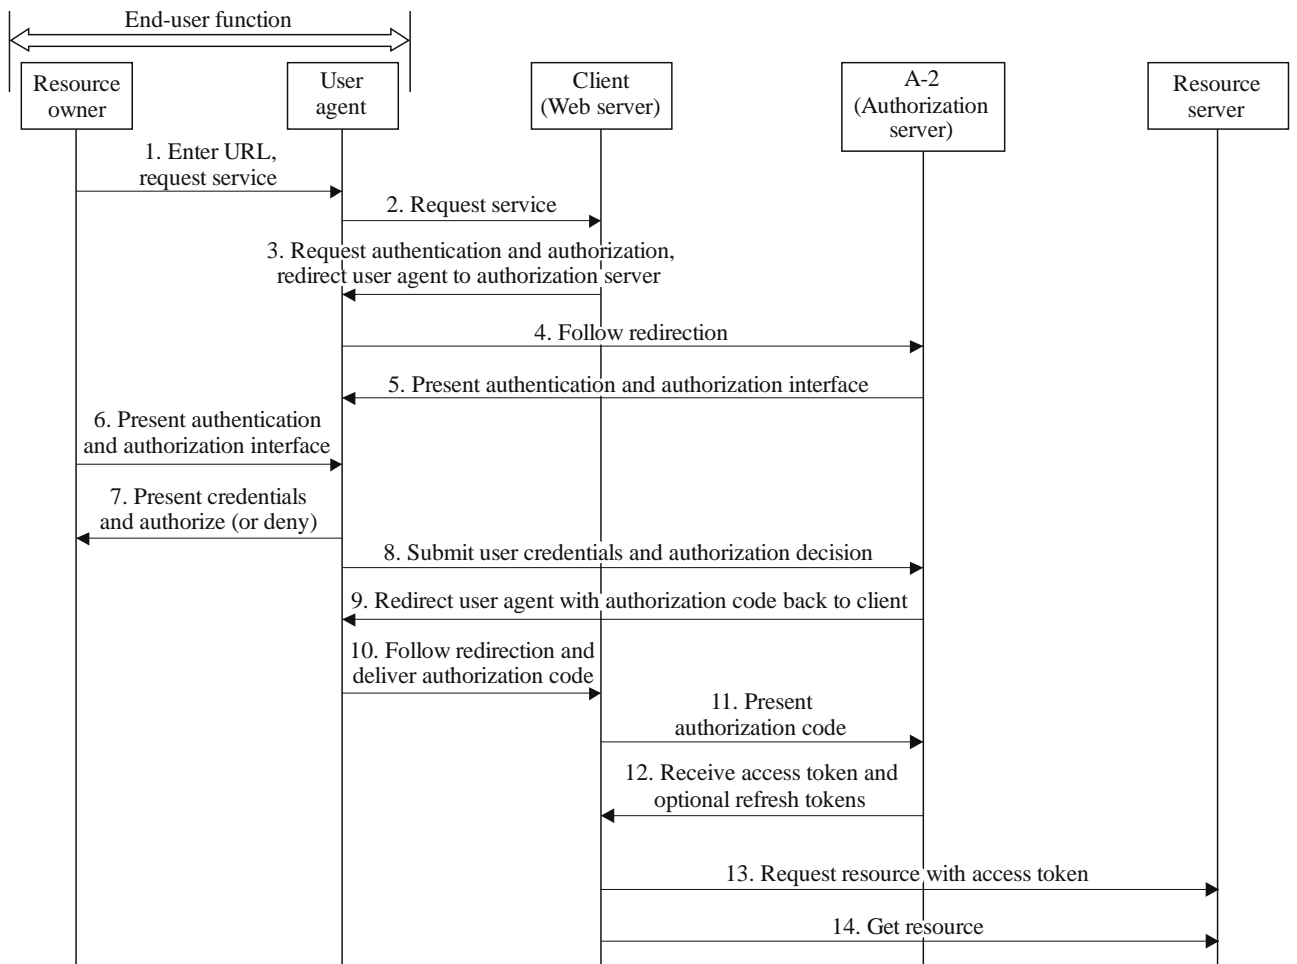 End-user function
Resource
owner
User
agent
Client
(Web server)
A-2
(Authorization
server)
Resource
server
1. Enter URL,
request service
2. Request service
3. Request authentication and authorization,
redirect user agent to authorization server
4. Follow redirection
5. Present authentication and authorization interface
6. Present authentication
and authorization interface
7. Present credentials
and authorize (or deny)
8. Submit user credentials and authorization decision
9. Redirect user agent with authorization code back to client
10. Follow redirection and
deliver authorization code
11. Present
authorization code
12. Receive access token and
optional refresh tokens
13. Request resource with access token
14. Get resource